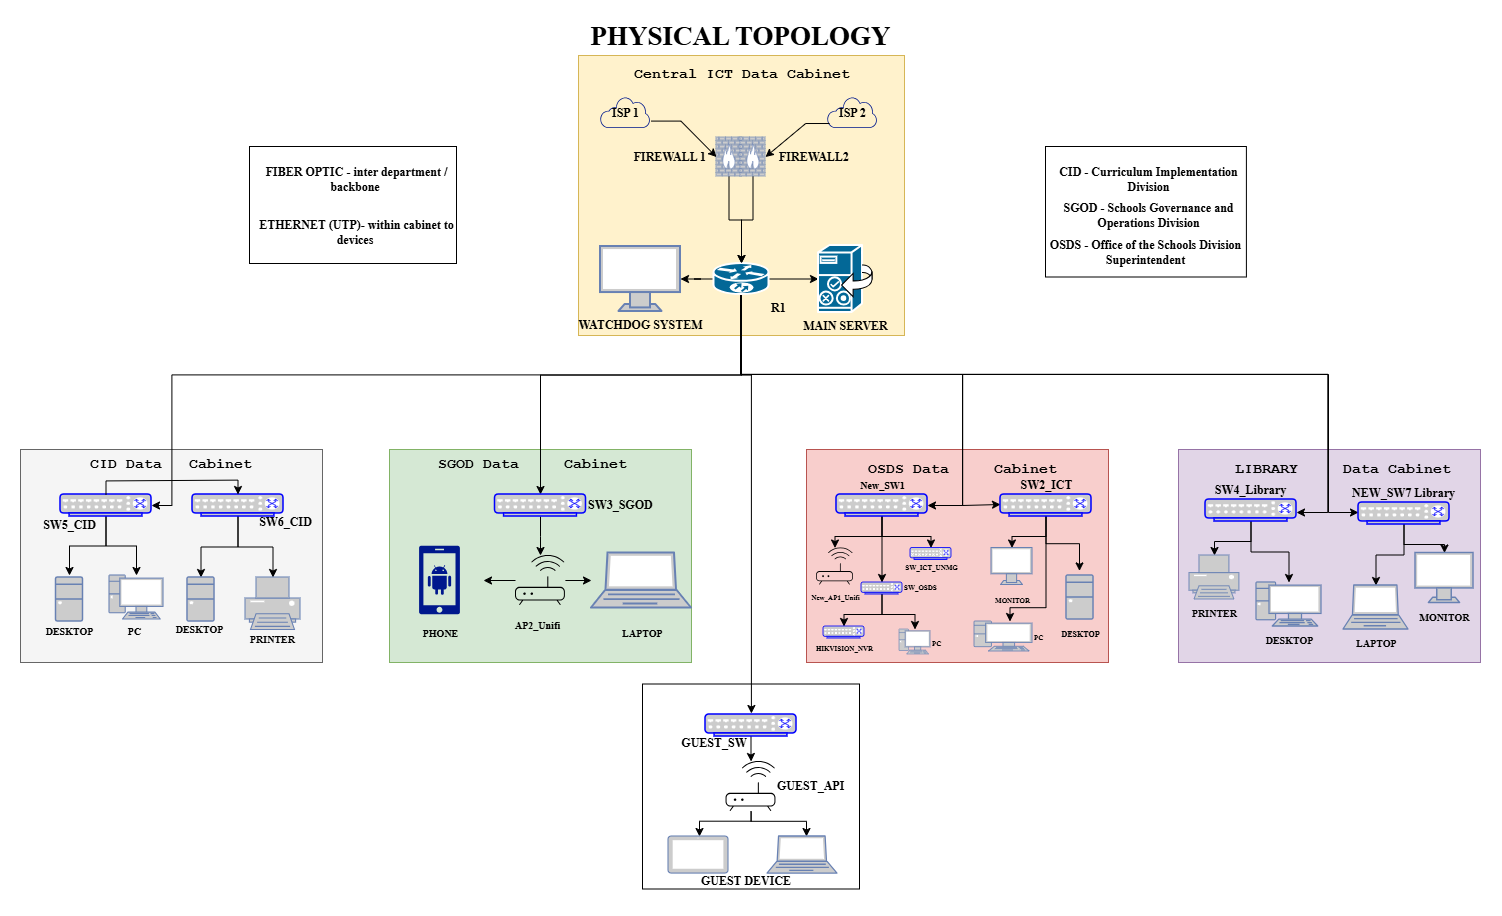 PHYSICAL TOPOLOGY
Central ICT Data Cabinet
ISP 1
ISP 2
FIREWALL 1
FIREWALL2
WATCHDOG SYSTEM
R1
MAIN SERVER
FIBER OPTIC - inter department /
backbone
ETHERNET (UTP)- within cabinet to
devices
CID - Curriculum Implementation
Division
SGOD - Schools Governance and
Operations Division
OSDS - Office of the Schools Division
Superintendent
CID Data Cabinet
SW5_CID
SW6_CID
DESKTOP
PC
DESKTOP
PRINTER
SGOD Data Cabinet
SW3_SGOD
PHONE
AP2_Unifi
LAPTOP
OSDS Data Cabinet
New_SW1
SW2_ICT
SW_ICT_UNMG
New_AP1_Unifi
SW_OSDS
HIKVISION_NVR
PC
MONITOR
PC
DESKTOP
LIBRARY Data Cabinet
SW4_Library
NEW_SW7 Library
PRINTER
DESKTOP
LAPTOP
MONITOR
GUEST_SW
GUEST_API
GUEST DEVICE